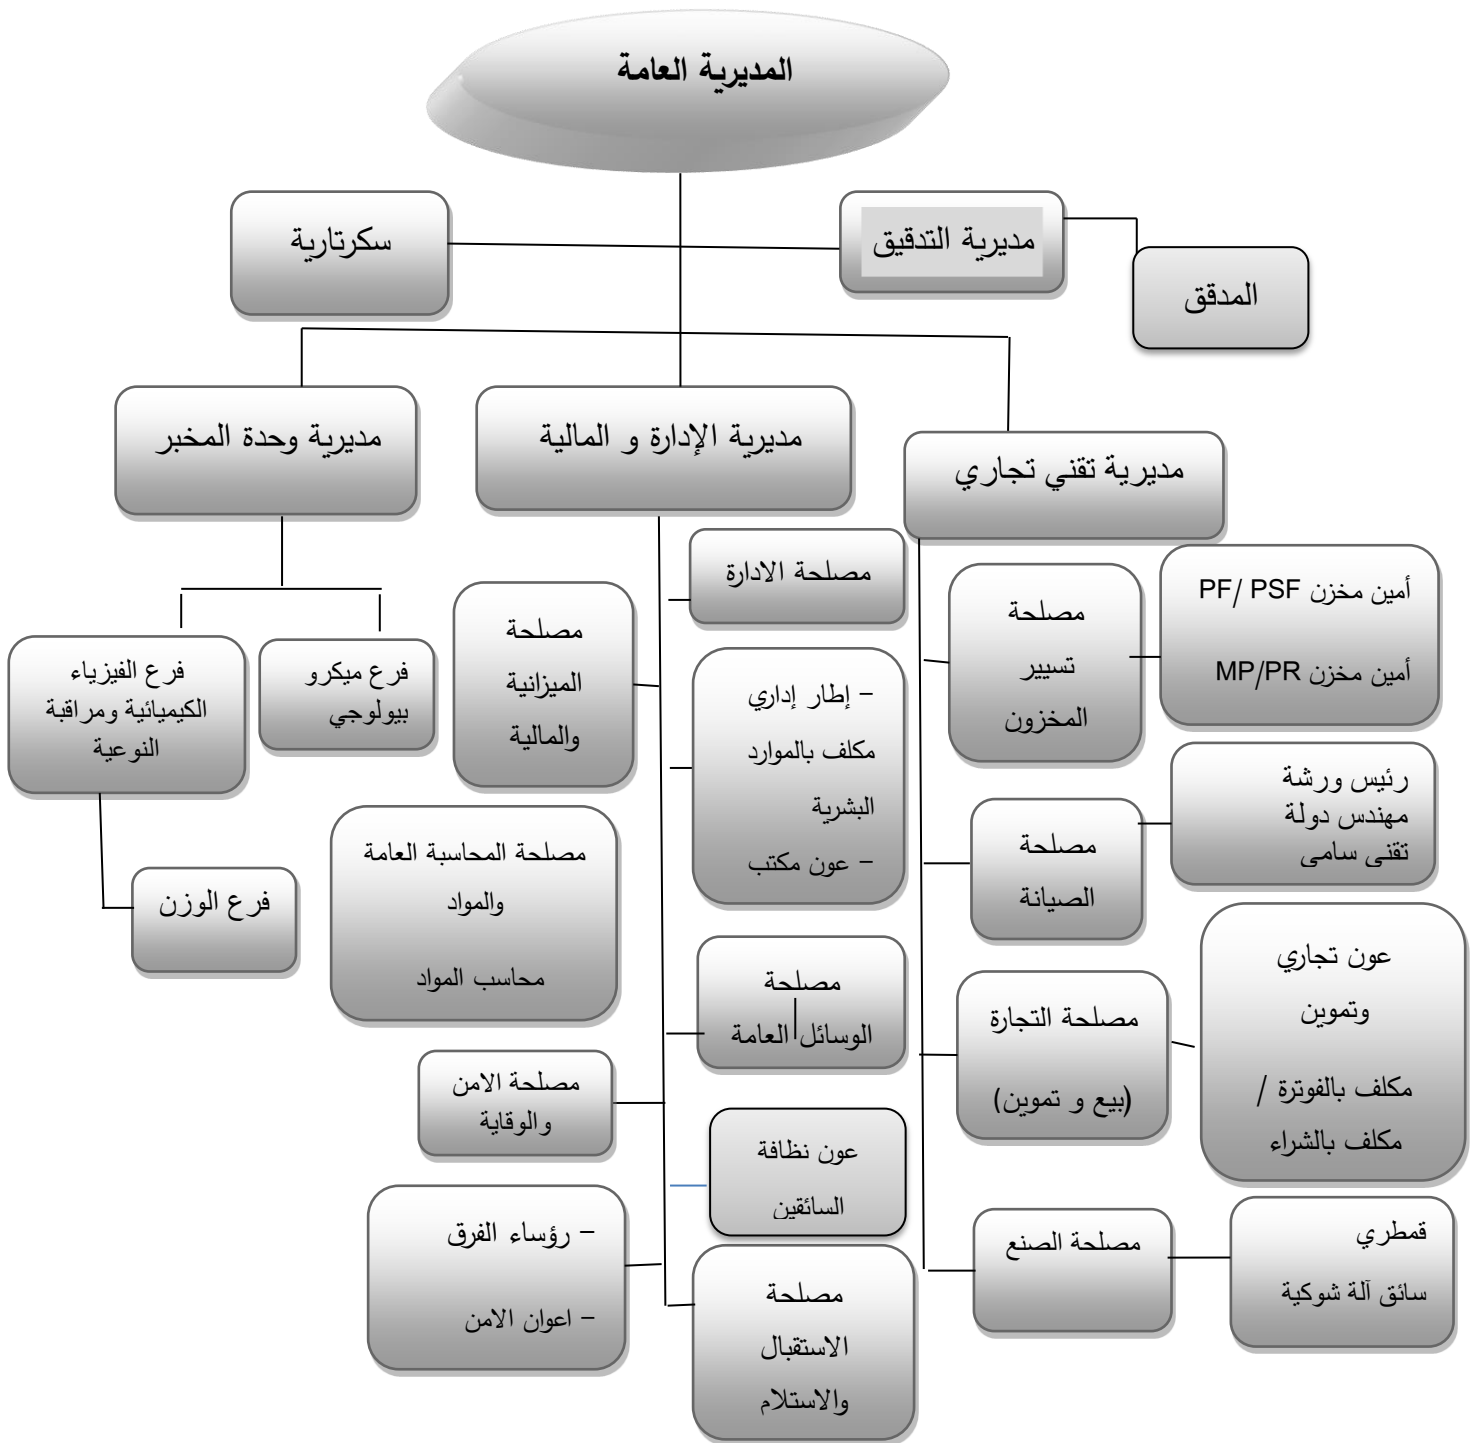 المديرية العامة
مديرية التدقيق
سكرتارية
المدقق
مديرية تقني تجاري
مديرية الإدارة و المالية
مديرية وحدة المخبر
أمين مخزن PF/ PSF
أمين مخزن MP/PR
مصلحة
تسيير
المخزون
رئيس ورشة
مهندس دولة
تقنى سامى
مصلحة
الصيانة
عون تجاري
وتموين
مكلف بالفوترة /
مكلف بالشراء
مصلحة التجارة
(بيع و تموين)
قمطري
سائق آلة شوكية
مصلحة الصنع
مصلحة الادارة
– إطار إداري
مكلف بالموارد
البشرية
– عون مكتب
مصلحة
الوسائل العامة
عون نظافة
السائقين
مصلحة
الاستقبال
والاستلام
مصلحة
الميزانية
والمالية
مصلحة المحاسبة العامة
والمواد
محاسب المواد
مصلحة الامن
والوقاية
– رؤساء الفرق
– اعوان الامن
فرع ميكرو
بيولوجي
فرع الفيزياء
الكيميائية ومراقبة
النوعية
فرع الوزن